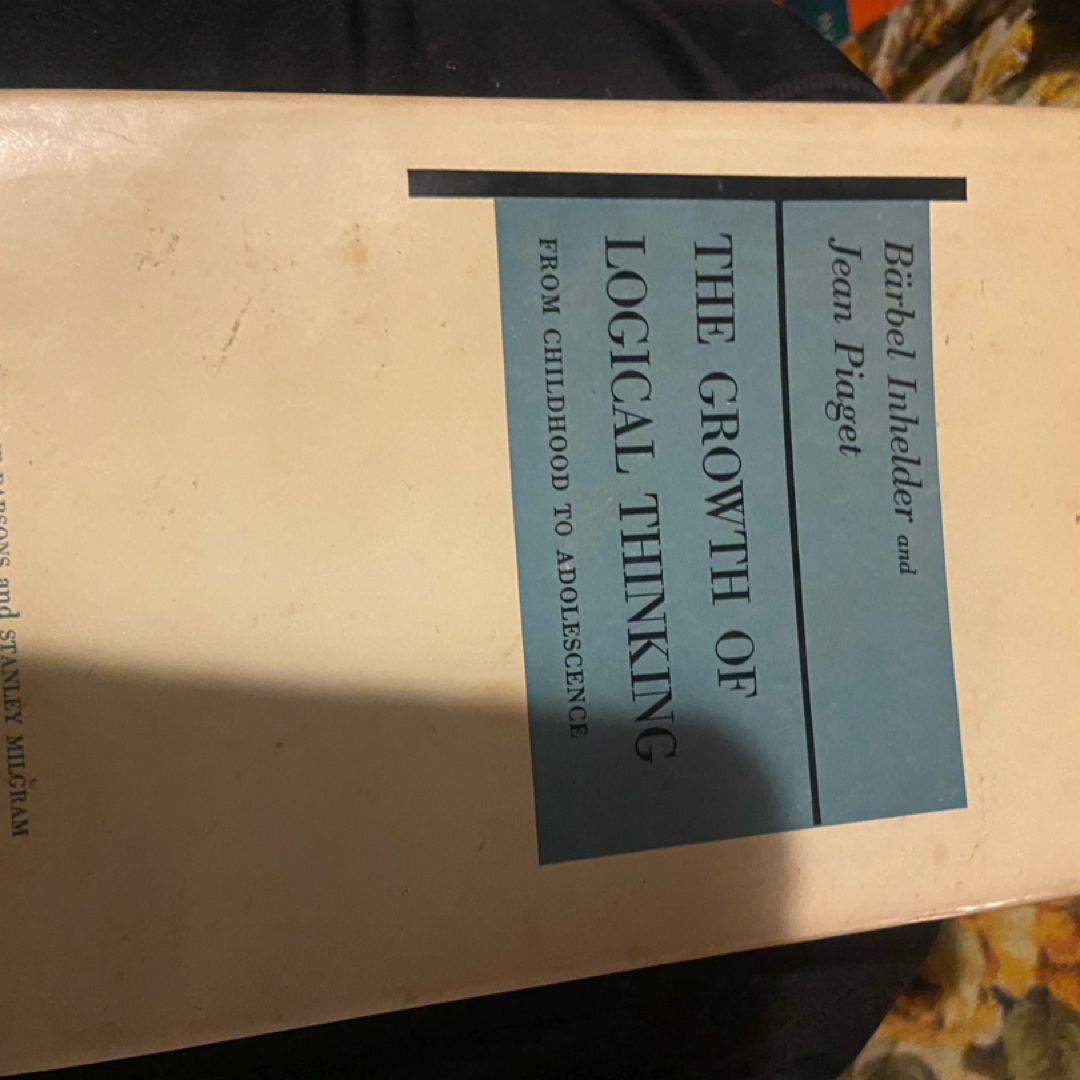 Bärbel Inhelder and
Jean Piaget
THE GROWTH OF
LOGICAL THINKING
FROM CHILDHOOD TO ADOLESCENCE
PARSONS and STANLEY MILGRAM